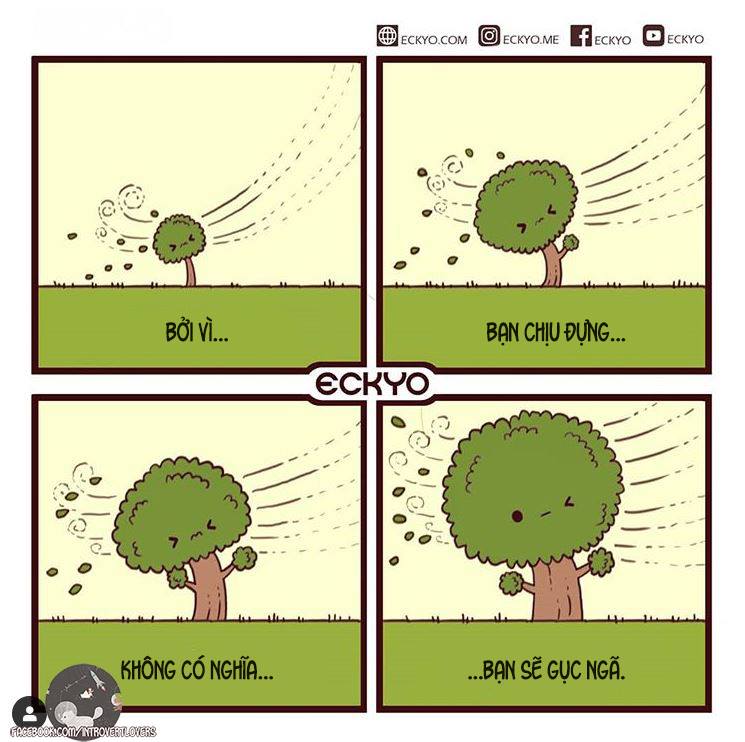 ECKYO.COM ECKYO.ME ECKYO ECKYO
BỞI VÌ...
BẠN CHỊU ĐỰNG...
ECKYO
KHÔNG CÓ NGHĨA...
...BẠN SẼ GỤC NGÃ.
FACEBOOK.COM/INTROVERTLOVERS